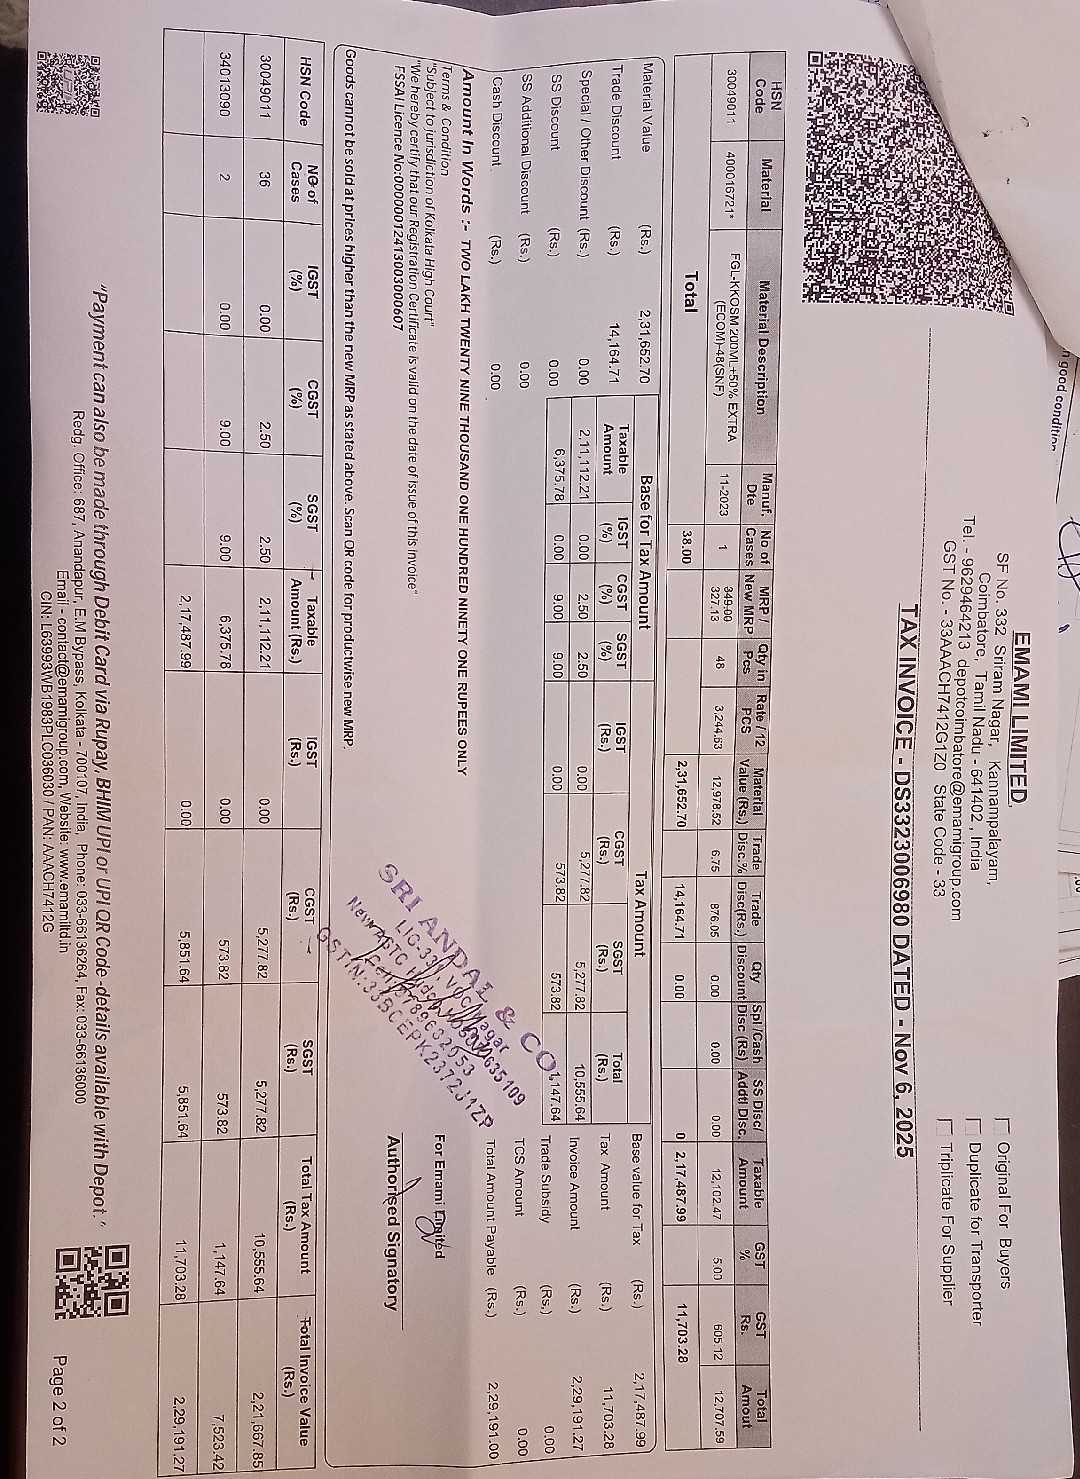 EMAMI LIMITED,
SF No. 332 Sriram Nagar, Kannampalayam,
Coimbatore, Tamil Nadu - 641402, India
Tel. - 9629464213 depotcoimbatore@emamigroup.com
GST No. - 33AAACH7412G1Z0 State Code - 33
Original For Buyers
Duplicate for Transporter
Triplicate For Supplier
TAX INVOICE - DS3323006980 DATED - Nov 6, 2025
HSN Code Material Material Description Manuf. Dte No of Cases MRP / New MRP Qty in Pcs Rate / 12 PCS Material Value (Rs.) Trade Disc.% Trade Disc(Rs.) Qty Discount Spl /Cash Disc (Rs) SS Disc/ Addtl Disc. Taxable Amount GST % GST Rs. Total Amout
30049011 400016721* FGL-KKOSM 200ML+50% EXTRA (ECOM)-48(SNF) 11-2023 1 349.00 327.13 48 3,244.63 12,978.52 6.75 876.05 0.00 0.00 0.00 12,102.47 5.00 605.12 12,707.59
Total 38.00 2,31,652.70 14,164.71 0.00 0 2,17,487.99 11,703.28
Material Value (Rs.) 2,31,652.70
Trade Discount (Rs.) 14,164.71
Special / Other Discount (Rs.) 0.00
SS Discount (Rs.) 0.00
SS Additional Discount (Rs.) 0.00
Cash Discount (Rs.) 0.00
Base for Tax Amount Tax Amount
Taxable Amount IGST (%) CGST (%) SGST (%) IGST (Rs.) CGST (Rs.) SGST (Rs.) Total (Rs.)
2,11,112.21 0.00 2.50 2.50 0.00 5,277.82 5,277.82 10,555.64
6,375.78 0.00 9.00 9.00 0.00 573.82 573.82 1,147.64
Base value for Tax (Rs.) 2,17,487.99
Tax Amount (Rs.) 11,703.28
Invoice Amount (Rs.) 2,29,191.27
Trade Subsidy (Rs.) 0.00
TCS Amount (Rs.) 0.00
Total Amount Payable (Rs.) 2,29,191.00
Amount In Words :- TWO LAKH TWENTY NINE THOUSAND ONE HUNDRED NINETY ONE RUPEES ONLY
Terms & Condition
"Subject to jurisdiction of Kolkata High Court"
"We hereby certify that our Registration Certificate is valid on the date of issue of this Invoice"
FSSAI Licence No:00000012413003000607
For Emami Limited
Authorised Signatory
SRI ANDAL & CO.,
GSTIN:33BCEPK2372J1ZP
Goods cannot be sold at prices higher than the new MRP as stated above. Scan QR code for productwise new MRP.
HSN Code NO of Cases IGST (%) CGST (%) SGST (%) Taxable Amount (Rs.) IGST (Rs.) CGST (Rs.) SGST (Rs.) Total Tax Amount (Rs.) Total Invoice Value (Rs.)
30049011 36 0.00 2.50 2.50 2,11,112.21 0.00 5,277.82 5,277.82 10,555.64 2,21,667.85
34013090 2 0.00 9.00 9.00 6,375.78 0.00 573.82 573.82 1,147.64 7,523.42
2,17,487.99 0.00 5,851.64 5,851.64 11,703.28 2,29,191.27
"Payment can also be made through Debit Card via Rupay, BHIM UPI or UPI QR Code -details available with Depot."
Redg. Office: 687, Anandapur, E.M Bypass, Kolkata - 700107, India, Phone: 033-66136264, Fax: 033-66136000
Email - contact@emamigroup.com, Website: www.emamiltd.in
CIN: L63993WB1983PLC036030 / PAN: AAACH7412G
Page 2 of 2
good condition